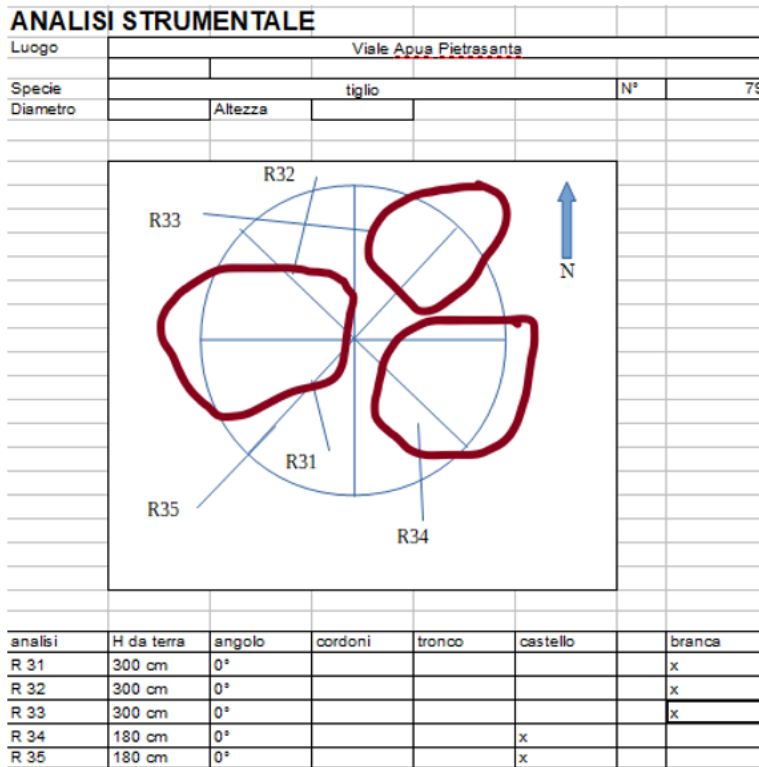 ANALISI STRUMENTALE
Luogo Viale Apua Pietrasanta
Specie tiglio N° 79
Diametro Altezza
R32
R33
N
R31
R35
R34
analisi H da terra angolo cordoni tronco castello branca
R 31 300 cm 0° x
R 32 300 cm 0° x
R 33 300 cm 0° x
R 34 180 cm 0° x
R 35 180 cm 0° x